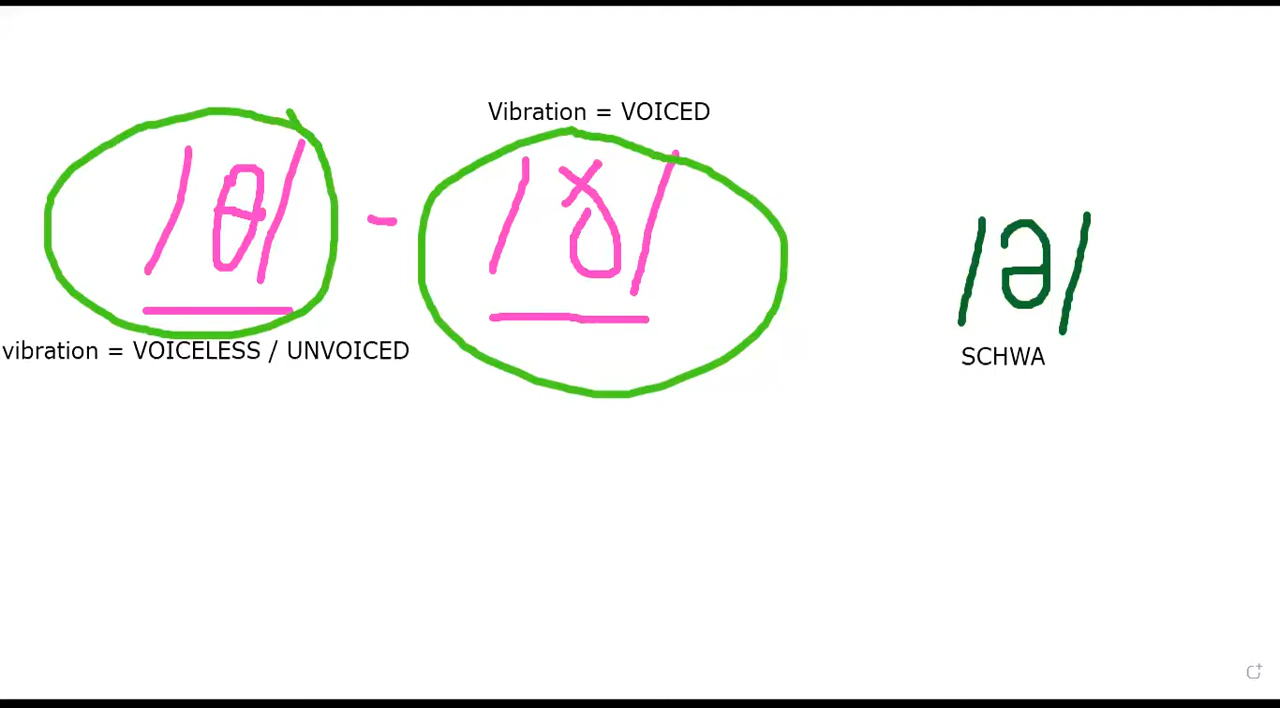 Vibration = VOICED
/θ/ - /ð/
/ə/
vibration = VOICELESS / UNVOICED
SCHWA